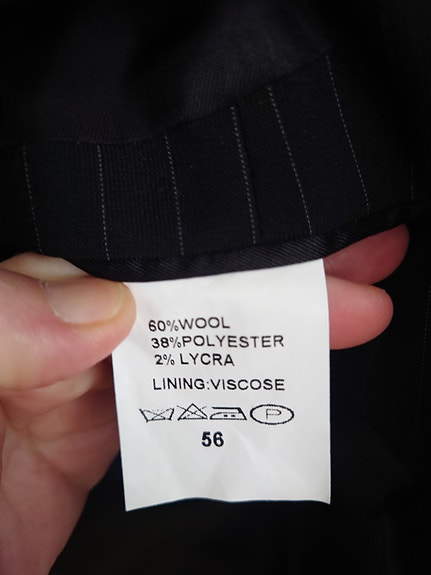 60%WOOL
38%POLYESTER
2% LYCRA
LINING:VISCOSE
P
56